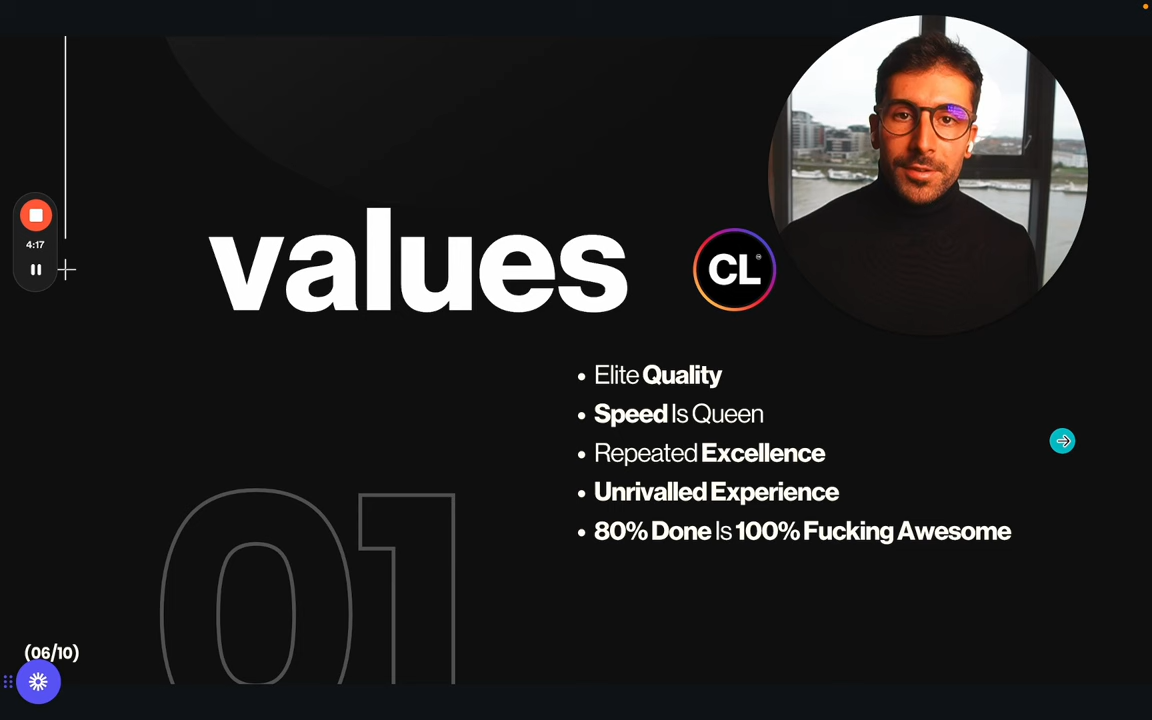 4:17
values
CL
• Elite Quality
• Speed Is Queen
• Repeated Excellence
• Unrivalled Experience
• 80% Done Is 100% Fucking Awesome
01
(06/10)